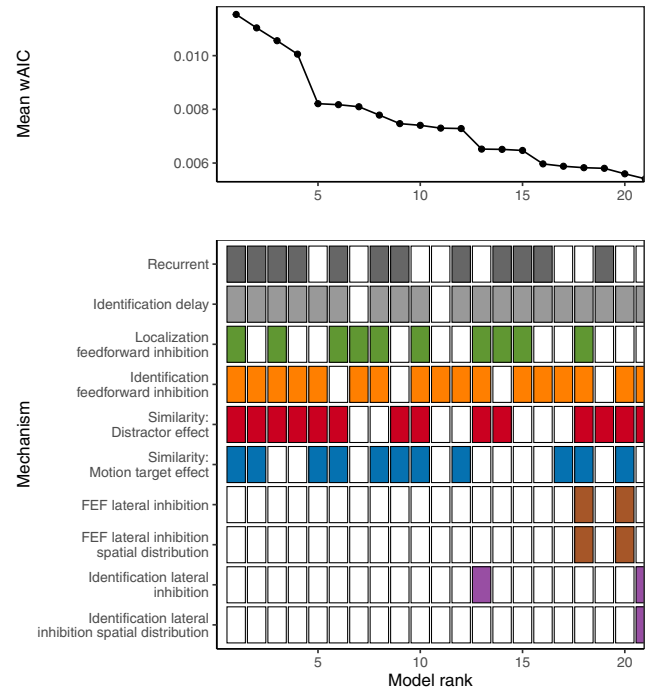 Mean wAIC
0.010
0.008
0.006
5
10
15
20
Mechanism
Recurrent
Identification delay
Localization
feedforward inhibition
Identification
feedforward inhibition
Similarity:
Distractor effect
Similarity:
Motion target effect
FEF lateral inhibition
FEF lateral inhibition
spatial distribution
Identification lateral
inhibition
Identification lateral
inhibition spatial distribution
5
10
15
20
Model rank